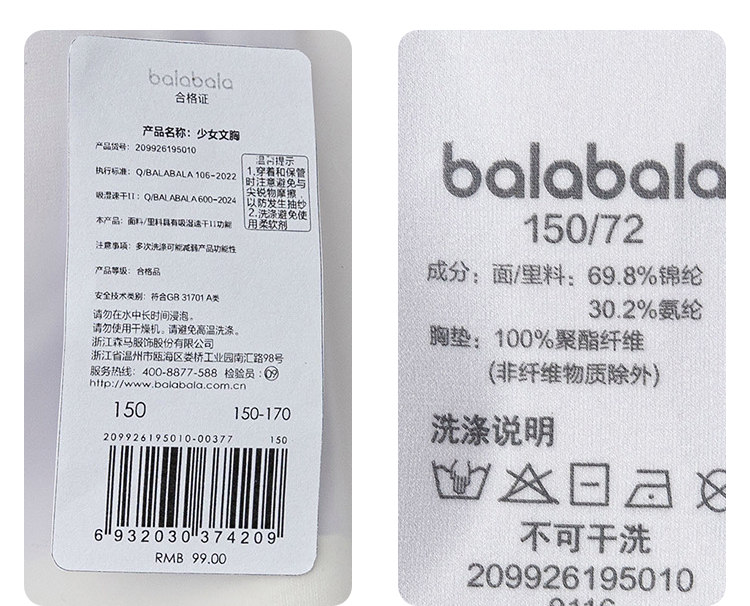 balabala
合格证
产品名称：少女文胸
产品货号：209926195010
执行标准：Q/BALABALA 106-2022
吸湿速干II：Q/BALABALA 600-2024
本产品：面料/里料具有吸湿速干II功能
注意事项：多次洗涤可能减弱产品功能性
产品等级：合格品
安全技术类别：符合GB 31701 A类
温馨提示
1.穿着和保管
时注意避免与
尖锐物摩擦，
以防发生抽纱
2.洗涤避免使
用柔软剂
请勿在水中长时间浸泡。
请勿使用干燥机，请避免高温洗涤。
浙江森马服饰股份有限公司
浙江省温州市瓯海区娄桥工业园南汇路98号
服务热线：400-8877-588 检验员：09
http://www.balabala.com.cn
150 150-170
209926195010-00377 150
6 932030 374209
RMB 99.00
balabala
150/72
成分：面/里料：69.8%锦纶
30.2%氨纶
胸垫：100%聚酯纤维
(非纤维物质除外)
洗涤说明
不可干洗
209926195010